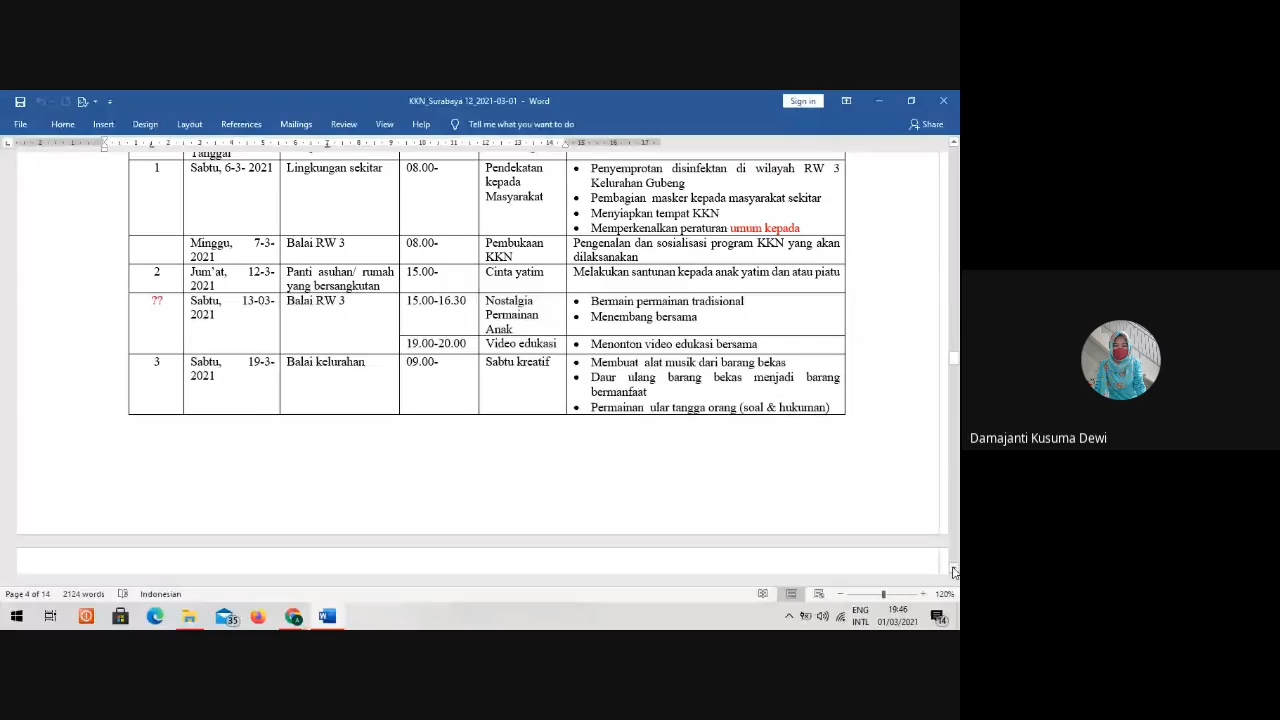 KKN_Surabaya 12_2021-03-01 - Word
Sign in
File Home Insert Design Layout References Mailings Review View Help Tell me what you want to do Share
Tanggal
1 Sabtu, 6-3- 2021 Lingkungan sekitar 08.00- Pendekatan kepada Masyarakat
• Penyemprotan disinfektan di wilayah RW 3 Kelurahan Gubeng
• Pembagian masker kepada masyarakat sekitar
• Menyiapkan tempat KKN
• Memperkenalkan peraturan umum kepada
Minggu, 7-3-2021 Balai RW 3 08.00- Pembukaan KKN Pengenalan dan sosialisasi program KKN yang akan dilaksanakan
2 Jum'at, 12-3-2021 Panti asuhan/ rumah yang bersangkutan 15.00- Cinta yatim Melakukan santunan kepada anak yatim dan atau piatu
?? Sabtu, 13-03-2021 Balai RW 3 15.00-16.30 Nostalgia Permainan Anak
• Bermain permainan tradisional
• Menembang bersama
19.00-20.00 Video edukasi • Menonton video edukasi bersama
3 Sabtu, 19-3-2021 Balai kelurahan 09.00- Sabtu kreatif
• Membuat alat musik dari barang bekas
• Daur ulang barang bekas menjadi barang bermanfaat
• Permainan ular tangga orang (soal & hukuman)
Damajanti Kusuma Dewi
Page 4 of 14 2124 words Indonesian 120%
35
ENG
INTL
19:46
01/03/2021
14